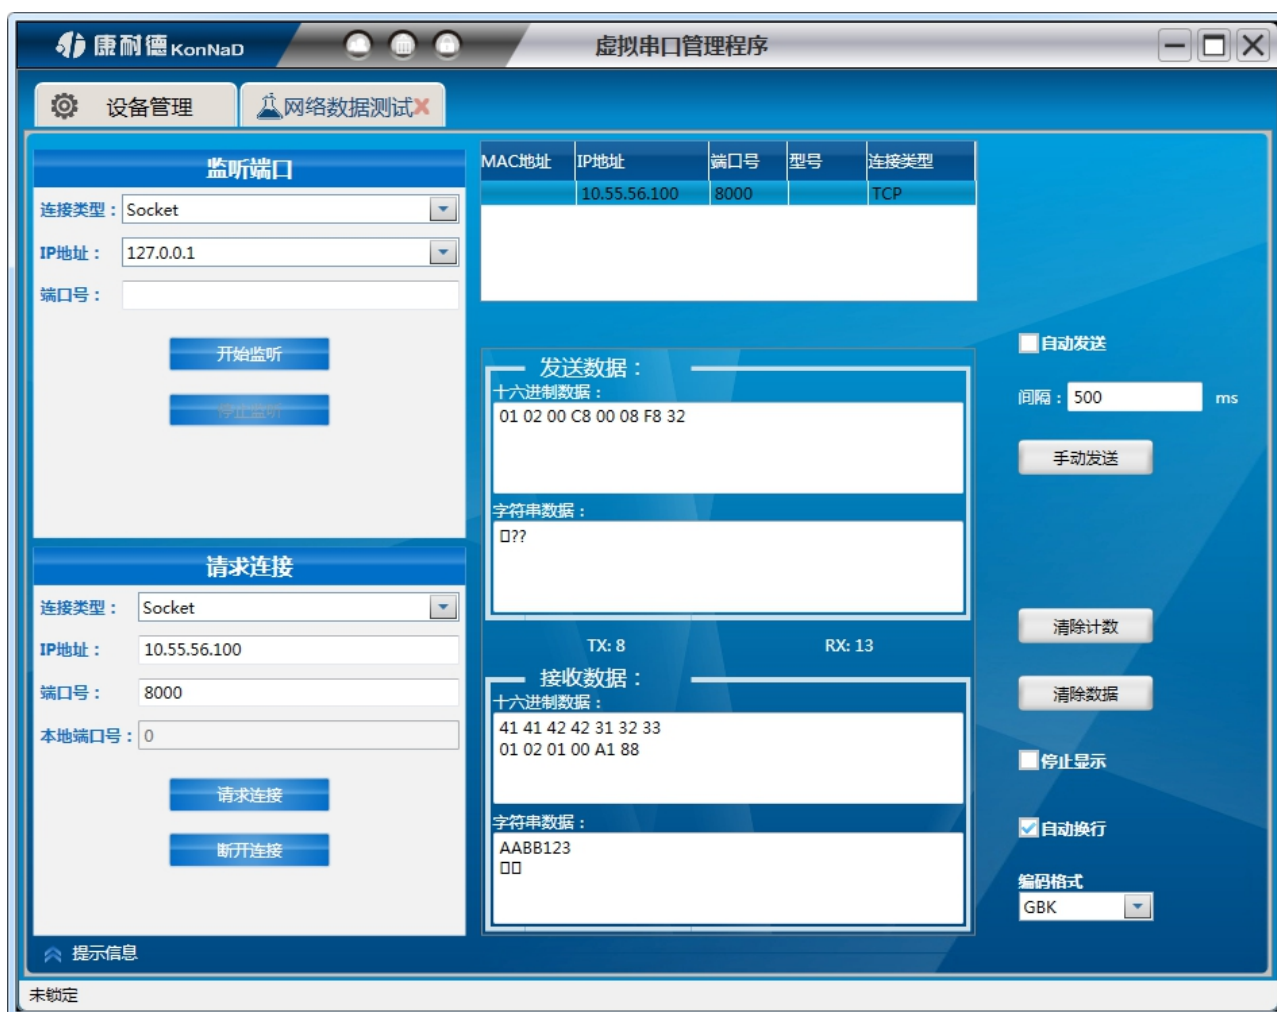 康耐德KonNaD
虚拟串口管理程序
设备管理
网络数据测试
监听端口
连接类型：Socket
IP地址：127.0.0.1
端口号：
开始监听
停止监听
请求连接
连接类型：Socket
IP地址：10.55.56.100
端口号：8000
本地端口号：0
请求连接
断开连接
MAC地址 IP地址 端口号 型号 连接类型
10.55.56.100 8000 TCP
发送数据：
十六进制数据：
01 02 00 C8 00 08 F8 32
字符串数据：
□??
TX: 8 RX: 13
接收数据：
十六进制数据：
41 41 42 42 31 32 33
01 02 01 00 A1 88
字符串数据：
AABB123
□□
自动发送
间隔：500 ms
手动发送
清除计数
清除数据
停止显示
自动换行
编码格式
GBK
提示信息
未锁定